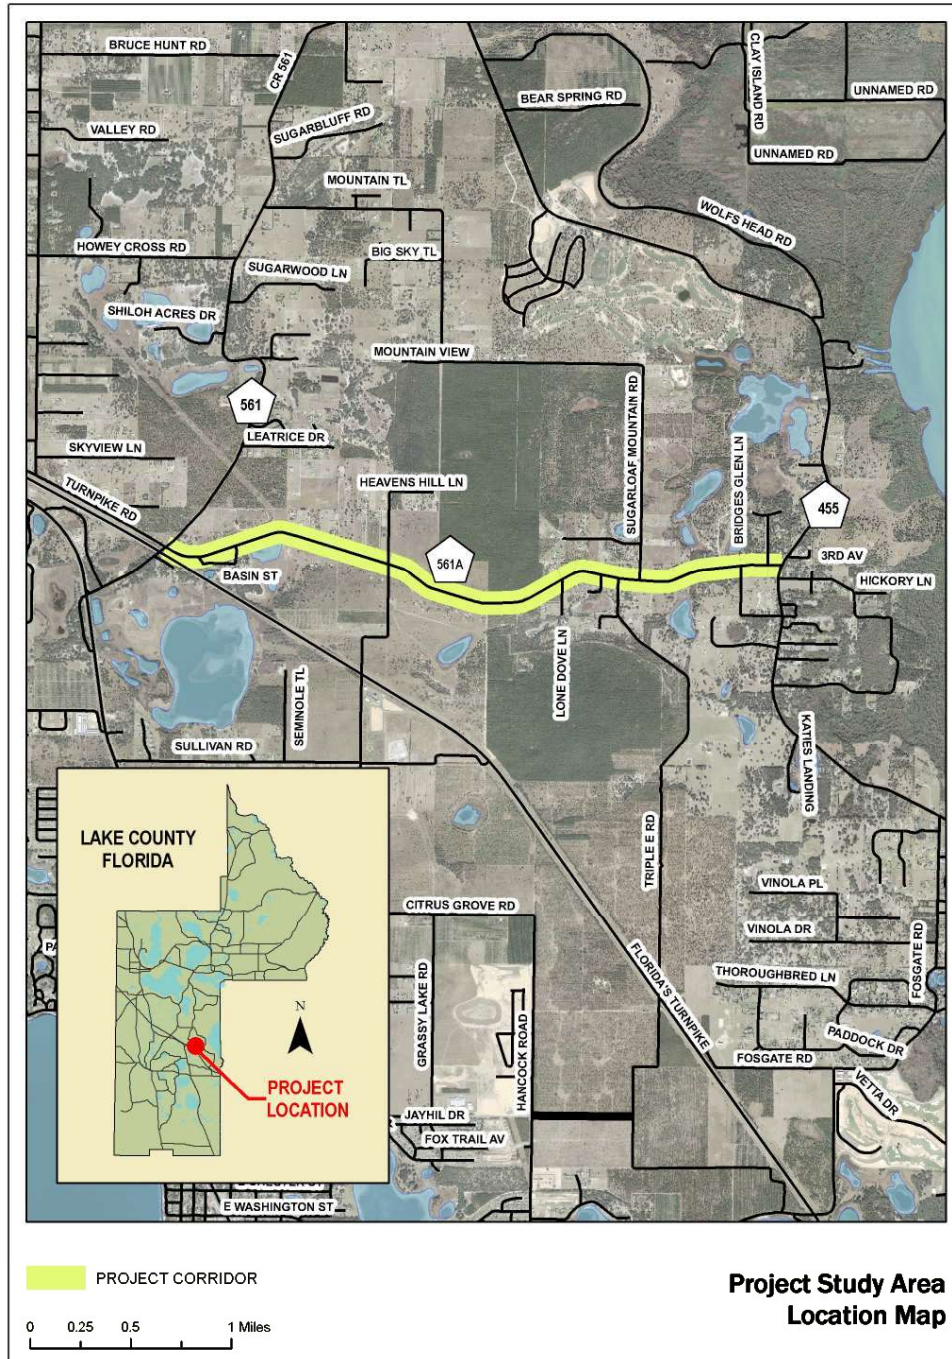 BRUCE HUNT RD
CR 561
CLAY ISLAND RD
UNNAMED RD
BEAR SPRING RD
VALLEY RD
SUGARBLUFF RD
UNNAMED RD
MOUNTAIN TL
WOLFS HEAD RD
HOWEY CROSS RD
BIG SKY TL
SUGARWOOD LN
SHILOH ACRES DR
MOUNTAIN VIEW
561
SUGARLOAF MOUNTAIN RD
BRIDGES GLEN LN
LEATRICE DR
SKYVIEW LN
HEAVENS HILL LN
TURNPIKE RD
455
561A
3RD AV
BASIN ST
HICKORY LN
LONE DOVE LN
SEMINOLE TL
KATIES LANDING
SULLIVAN RD
LAKE COUNTY
FLORIDA
TRIPLE E RD
VINOLA PL
CITRUS GROVE RD
VINOLA DR
FOSGATE RD
FLORIDA'S TURNPIKE
GRASSY LAKE RD
THOROUGHBRED LN
N
HANCOCK ROAD
PADDOCK DR
FOSGATE RD
VETTA DR
PROJECT
LOCATION
JAYHIL DR
FOX TRAIL AV
E WASHINGTON ST
PROJECT CORRIDOR
0 0.25 0.5 1 Miles
Project Study Area
Location Map